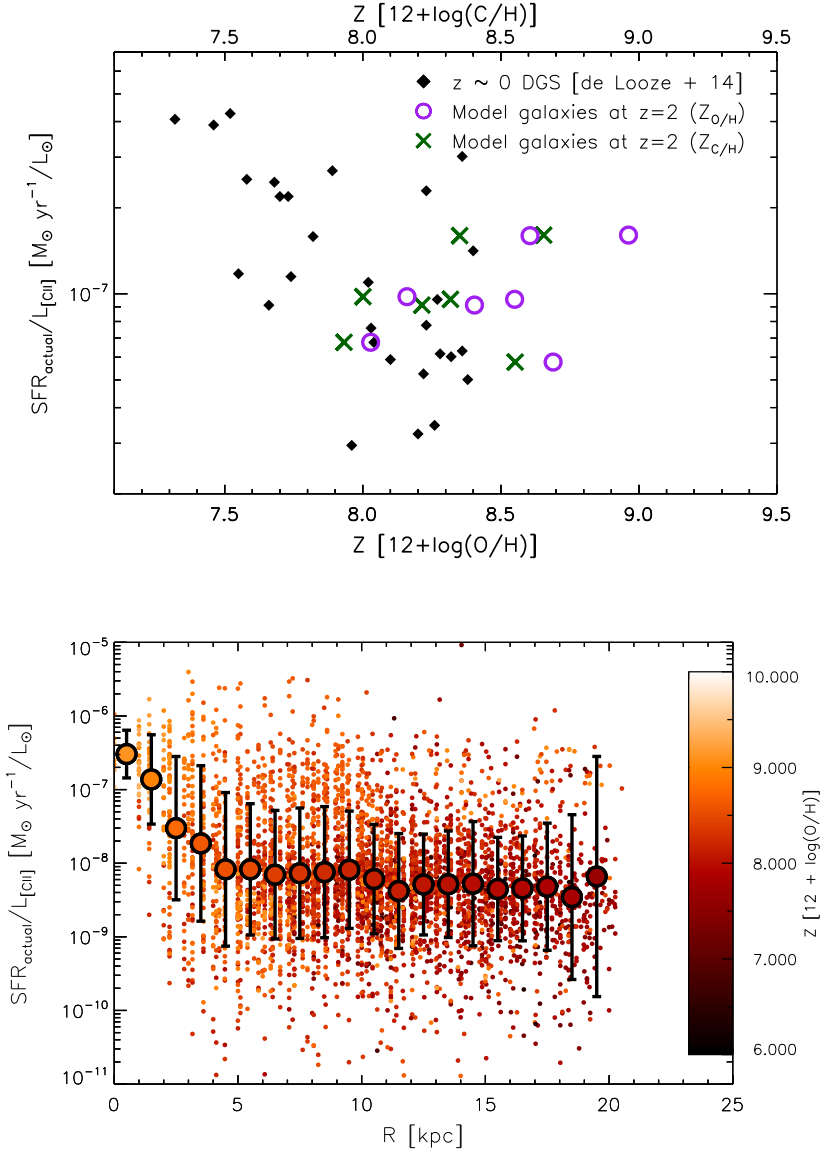 Z [12+log(C/H)]
7.5 8.0 8.5 9.0 9.5
z ~ 0 DGS [de Looze + 14]
Model galaxies at z=2 (Z_O/H)
Model galaxies at z=2 (Z_C/H)
SFR_actual/L_[CII] [M⊙ yr⁻¹/L⊙]
10⁻⁷
7.5 8.0 8.5 9.0 9.5
Z [12+log(O/H)]
10⁻⁵
10⁻⁶
10⁻⁷
10⁻⁸
10⁻⁹
10⁻¹⁰
10⁻¹¹
SFR_actual/L_[CII] [M⊙ yr⁻¹/L⊙]
10.000
9.000
8.000
7.000
6.000
Z [12 + log(O/H)]
0 5 10 15 20 25
R [kpc]